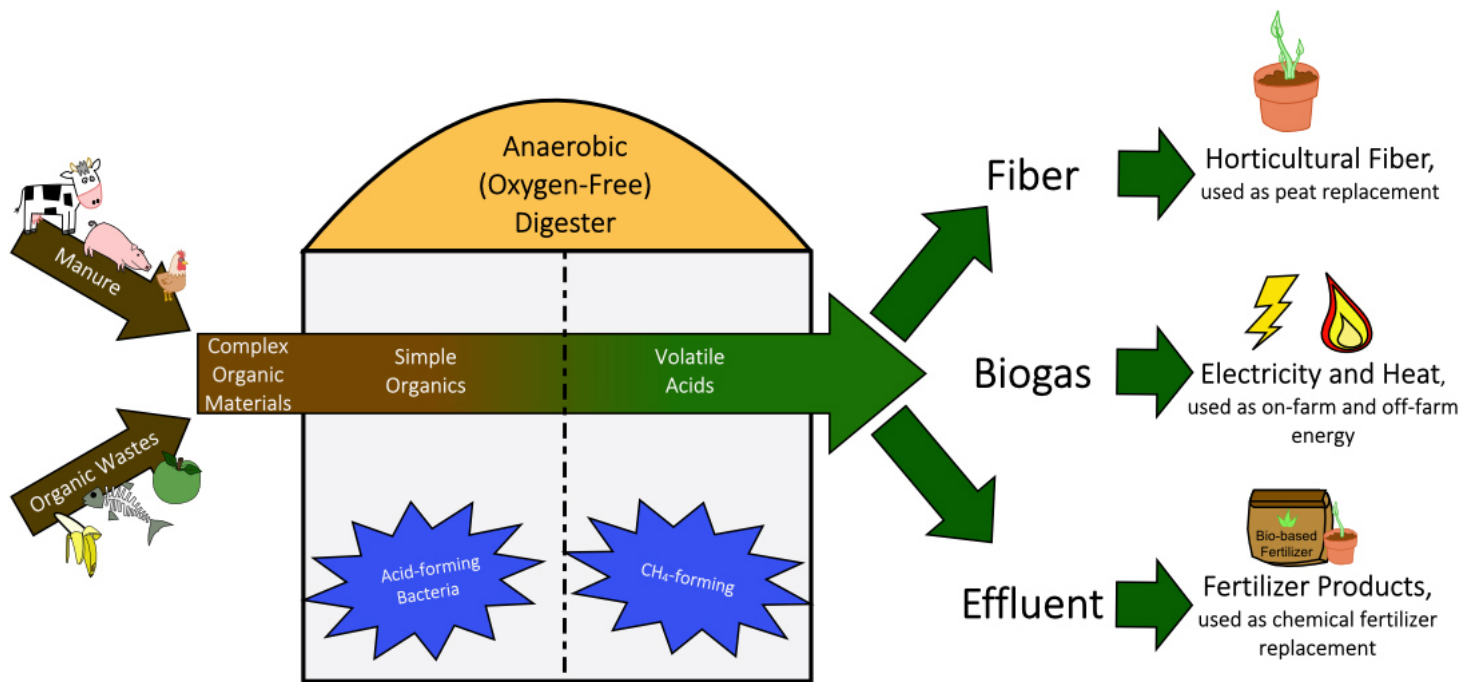 Manure
Organic Wastes
Complex
Organic
Materials
Anaerobic
(Oxygen-Free)
Digester
Simple
Organics
Volatile
Acids
Acid-forming
Bacteria
CH₄-forming
Fiber
Horticultural Fiber,
used as peat replacement
Biogas
Electricity and Heat,
used as on-farm and off-farm
energy
Effluent
Bio-based
Fertilizer
Fertilizer Products,
used as chemical fertilizer
replacement